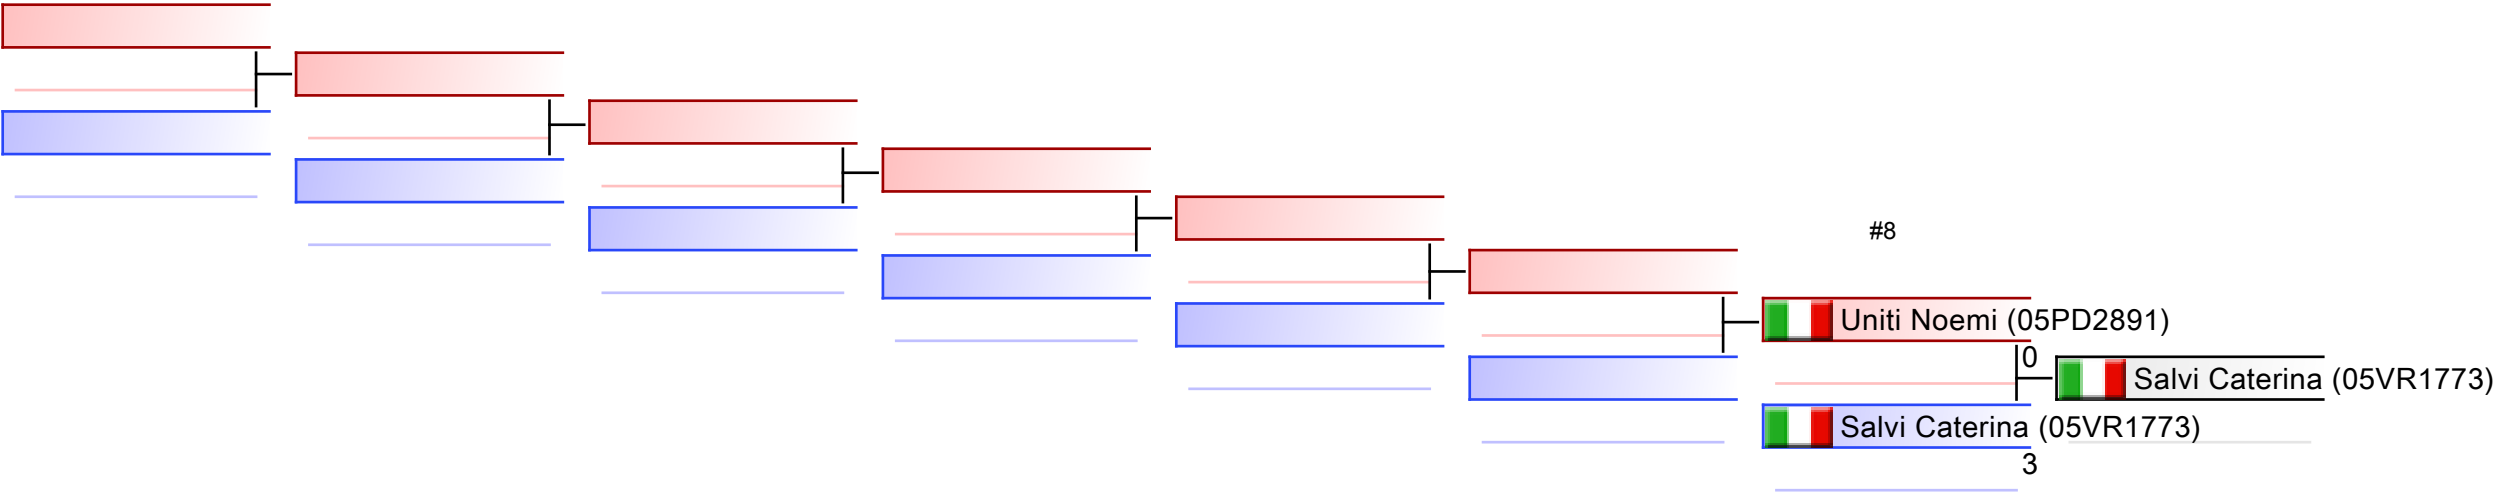 #8
Uniti Noemi (05PD2891)
0
Salvi Caterina (05VR1773)
Salvi Caterina (05VR1773)
3